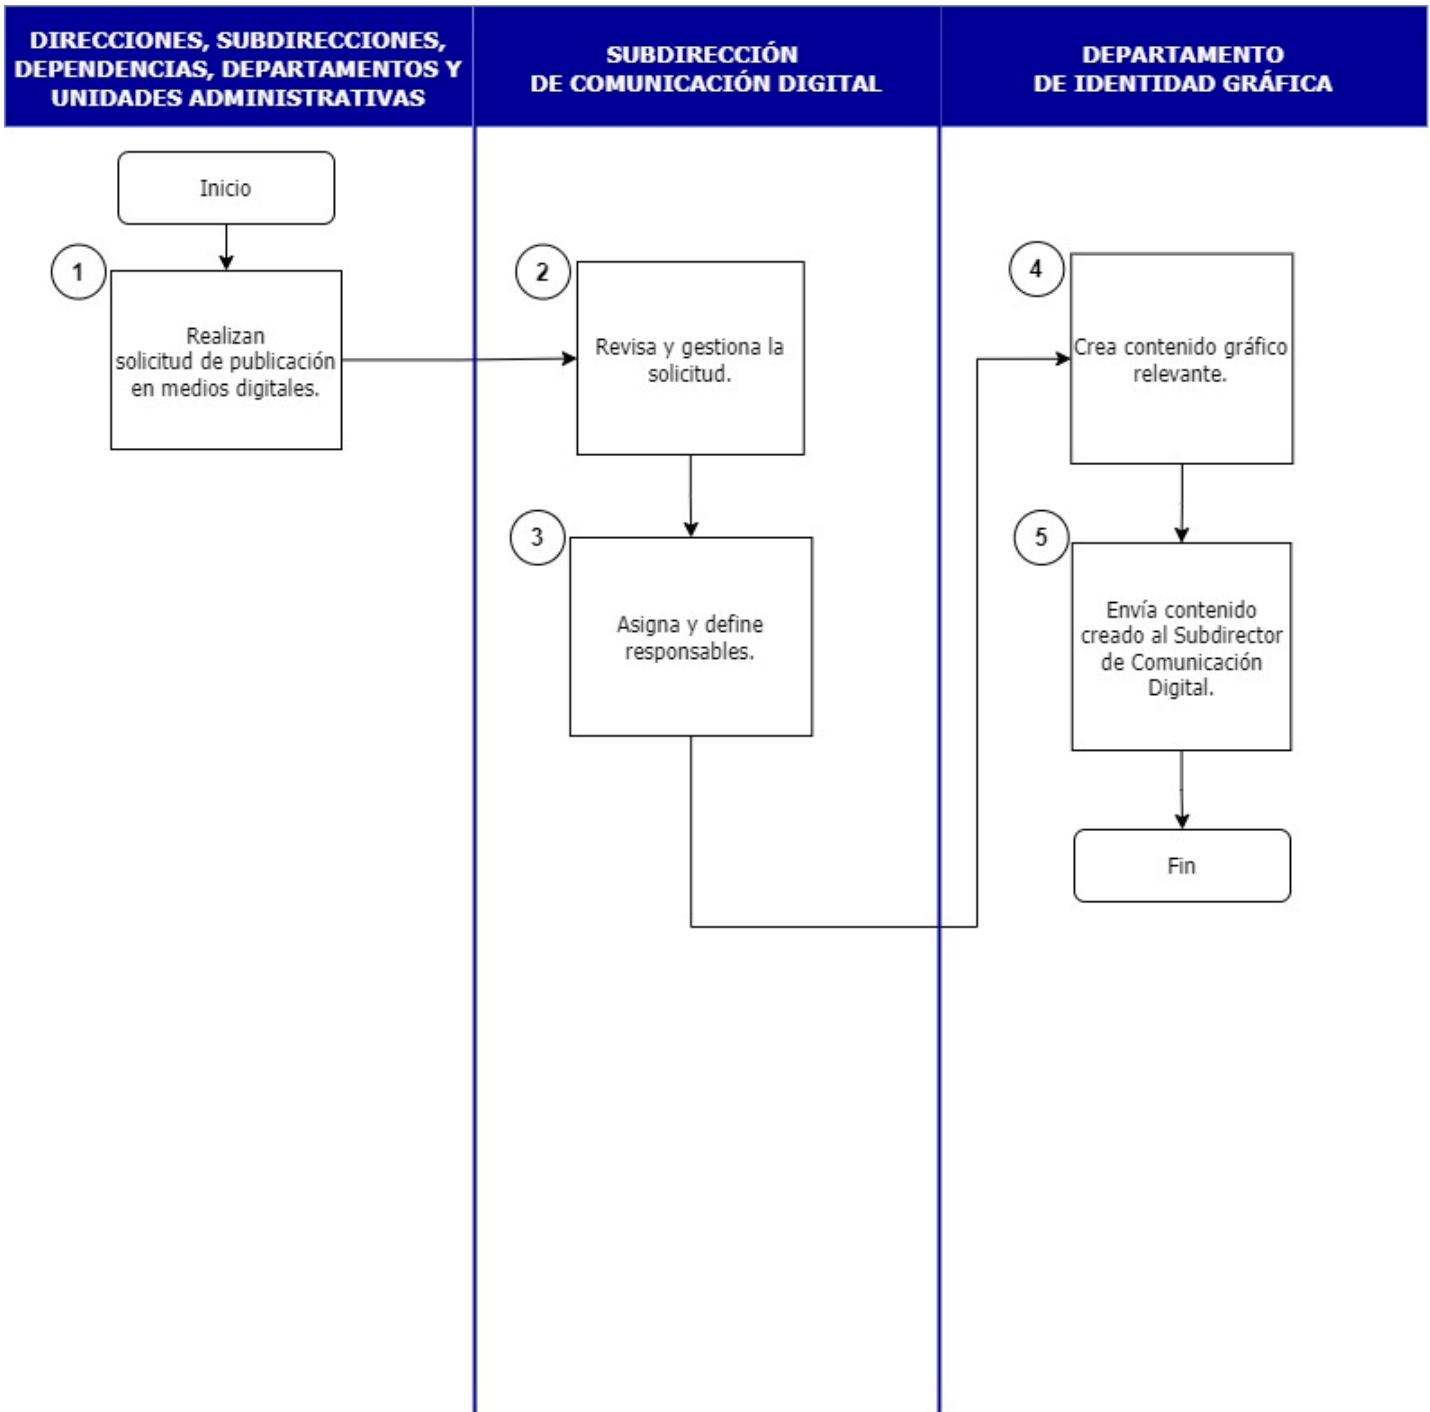 DIRECCIONES, SUBDIRECCIONES,
DEPENDENCIAS, DEPARTAMENTOS Y
UNIDADES ADMINISTRATIVAS
SUBDIRECCIÓN
DE COMUNICACIÓN DIGITAL
DEPARTAMENTO
DE IDENTIDAD GRÁFICA
Inicio
1
Realizan
solicitud de publicación
en medios digitales.
2
Revisa y gestiona la
solicitud.
3
Asigna y define
responsables.
4
Crea contenido gráfico
relevante.
5
Envía contenido
creado al Subdirector
de Comunicación
Digital.
Fin